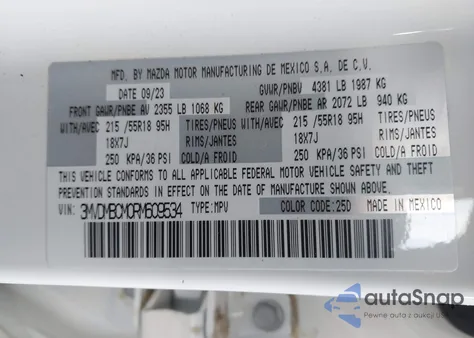 MFD. BY MAZDA MOTOR MANUFACTURING DE MEXICO S.A. DE C.V.
DATE 09/23 GVWR/PNBV 4381 LB 1987 KG
FRONT GAWR/PNBE AV 2355 LB 1068 KG REAR GAWR/PNBE AR 2072 LB 940 KG
WITH/AVEC 215 /55R18 95H TIRES/PNEUS WITH/AVEC 215 /55R18 95H TIRES/PNEUS
18X7J RIMS/JANTES 18X7J RIMS/JANTES
250 KPA/36 PSI COLD/A FROID 250 KPA/36 PSI COLD/A FROID
THIS VEHICLE CONFORMS TO ALL APPLICABLE FEDERAL MOTOR VEHICLE SAFETY AND THEFT
PREVENTION STANDARDS IN EFFECT ON THE DATE OF MANUFACTURE SHOWN ABOVE.
VIN: 3MVDMBCM0RM609534 TYPE:MPV COLOR CODE:25D MADE IN MEXICO
autoSnap
Pewne auta z aukcji USA